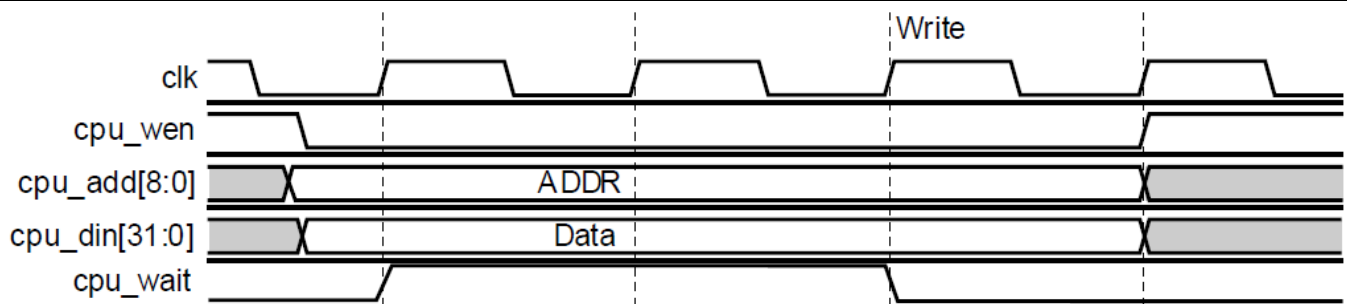 Write
clk
cpu_wen
cpu_add[8:0] ADDR
cpu_din[31:0] Data
cpu_wait